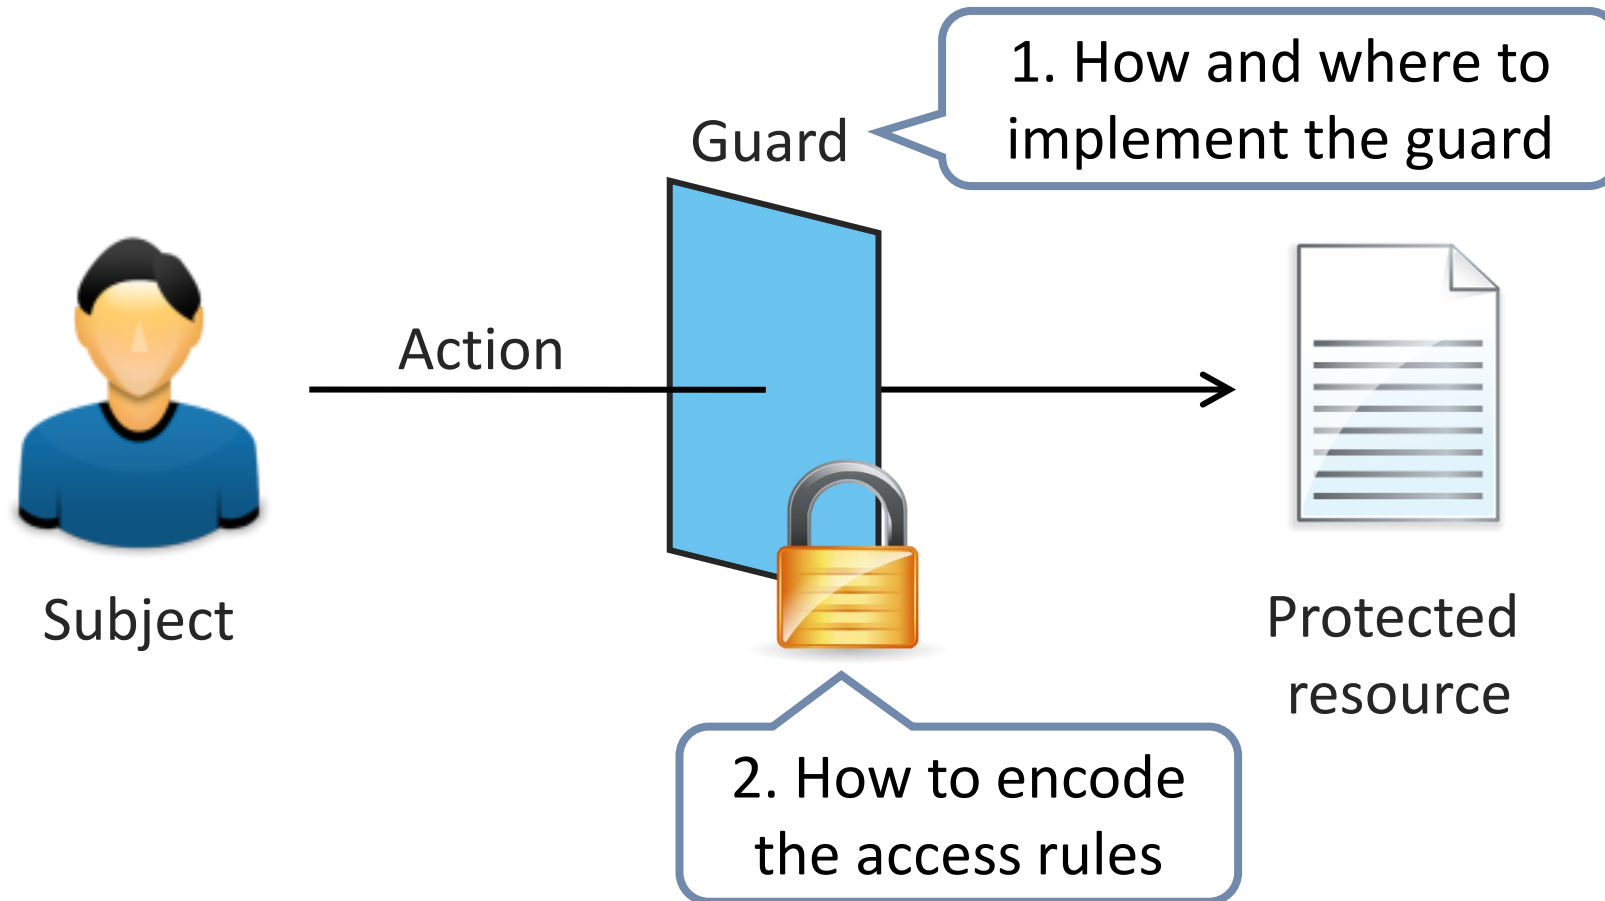 1. How and where to
implement the guard
Guard
Action
Subject
Protected
resource
2. How to encode
the access rules